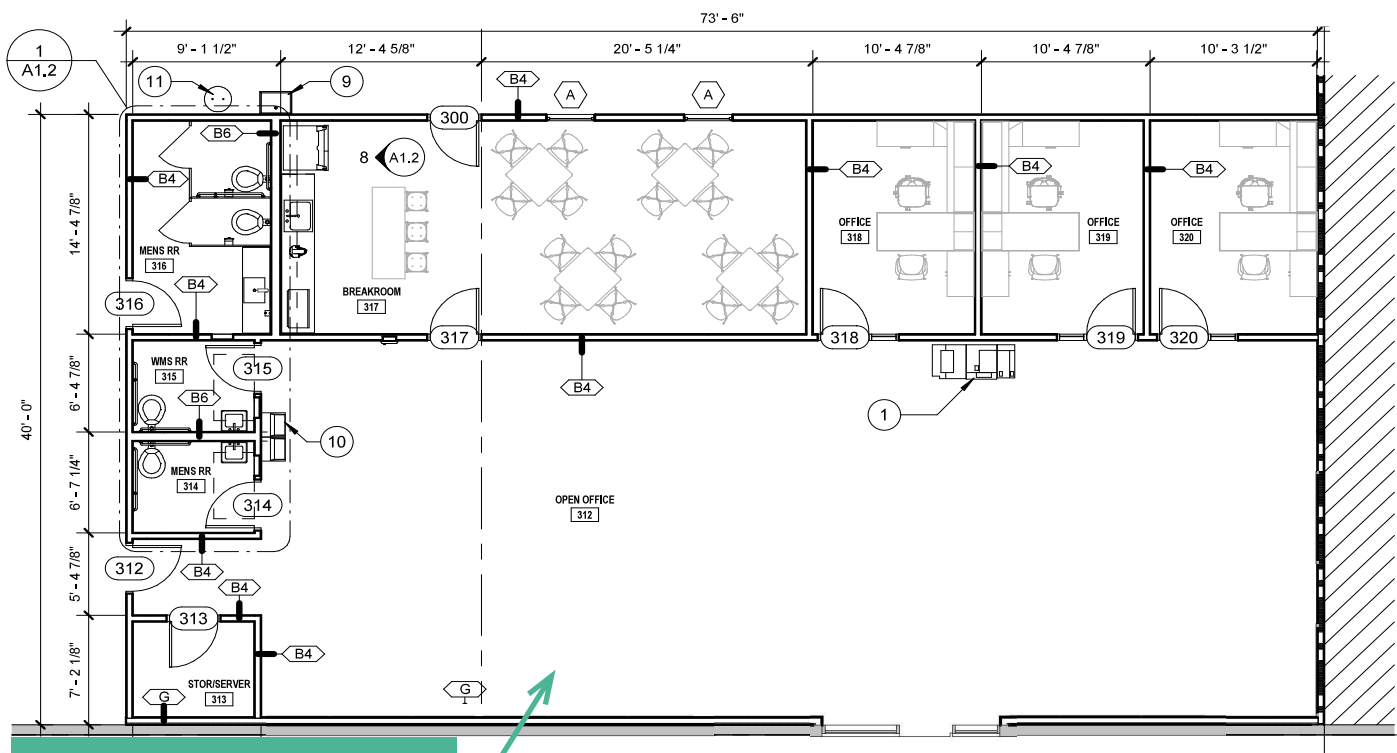 73' - 6"
9' - 1 1/2"
12' - 4 5/8"
20' - 5 1/4"
10' - 4 7/8"
10' - 4 7/8"
10' - 3 1/2"
1
A1.2
11
9
B4
A
A
300
B6
8
A1.2
B4
B4
B4
B4
14' - 4 7/8"
OFFICE
318
OFFICE
319
OFFICE
320
MENS RR
316
B4
BREAKROOM
317
316
317
318
319
320
WMS RR
315
315
B4
6' - 4 7/8"
B6
1
40' - 0"
10
MENS RR
314
314
6' - 7 1/4"
OPEN OFFICE
312
312
B4
5' - 4 7/8"
B4
313
B4
7' - 2 1/8"
STOR/SERVER
313
G
G